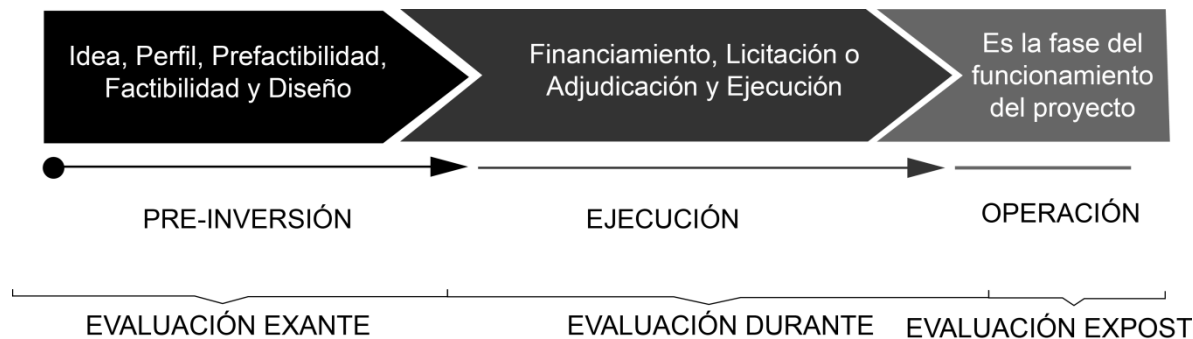 Idea, Perfil, Prefactibilidad,
Factibilidad y Diseño
Financiamiento, Licitación o
Adjudicación y Ejecución
Es la fase del
funcionamiento
del proyecto
PRE-INVERSIÓN
EJECUCIÓN
OPERACIÓN
EVALUACIÓN EXANTE
EVALUACIÓN DURANTE
EVALUACIÓN EXPOST